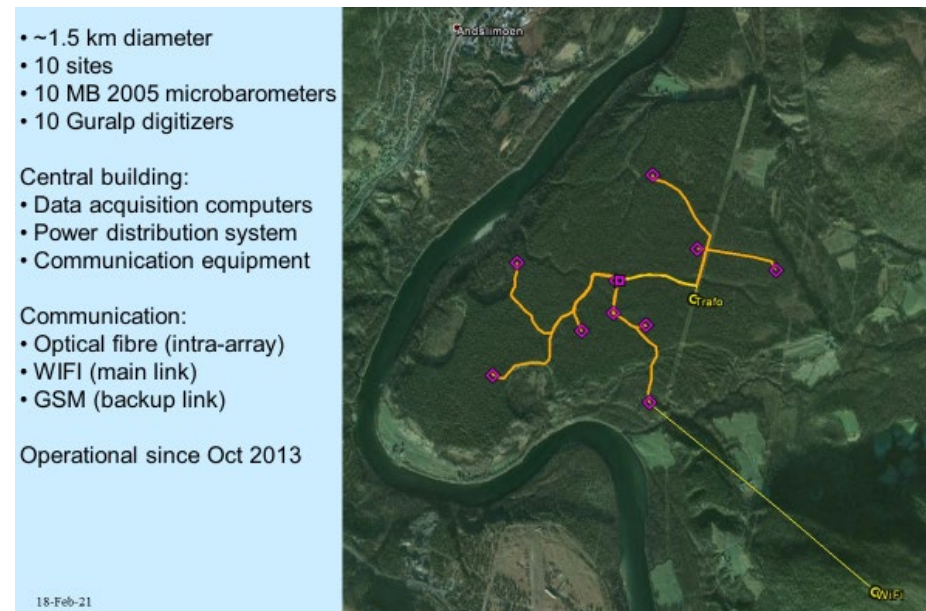 • ~1.5 km diameter
• 10 sites
• 10 MB 2005 microbarometers
• 10 Guralp digitizers
Central building:
• Data acquisition computers
• Power distribution system
• Communication equipment
Communication:
• Optical fibre (intra-array)
• WIFI (main link)
• GSM (backup link)
Operational since Oct 2013
18-Feb-21
Andslimoen
Trafo
WiFi